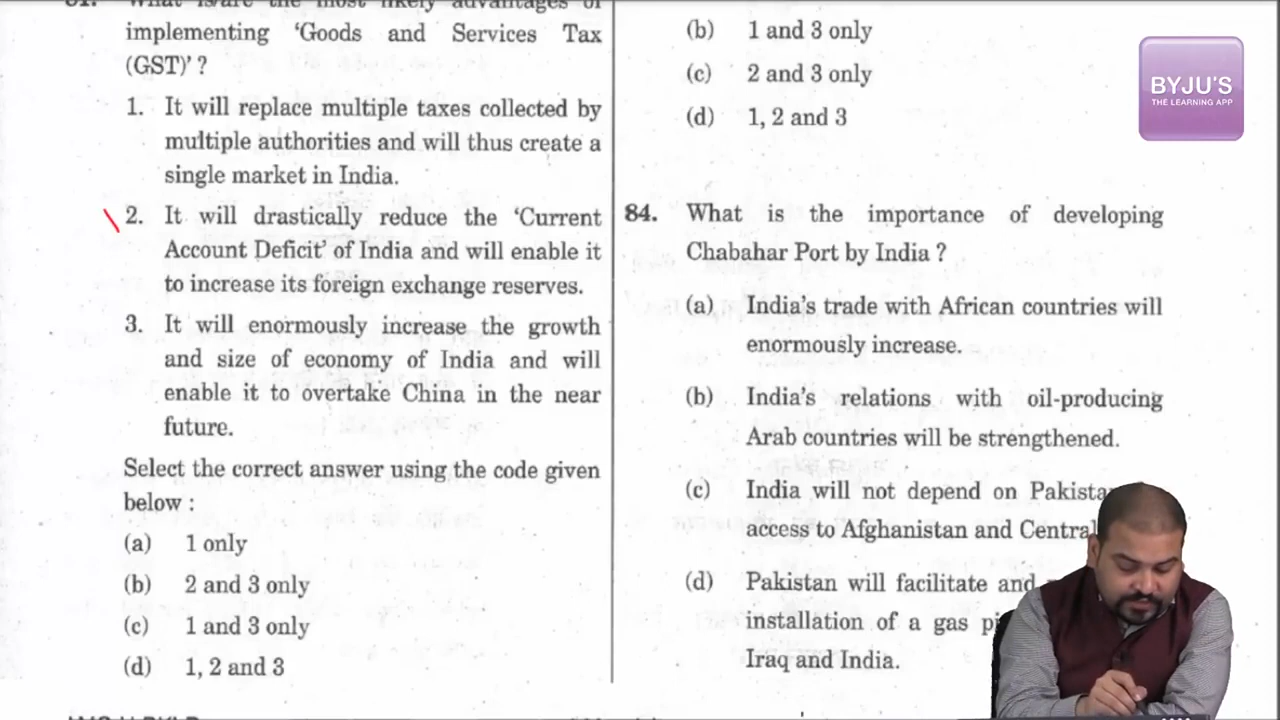 implementing 'Goods and Services Tax
(GST)' ?
1. It will replace multiple taxes collected by
multiple authorities and will thus create a
single market in India.
2. It will drastically reduce the 'Current
Account Deficit' of India and will enable it
to increase its foreign exchange reserves.
3. It will enormously increase the growth
and size of economy of India and will
enable it to overtake China in the near
future.
Select the correct answer using the code given
below :
(a) 1 only
(b) 2 and 3 only
(c) 1 and 3 only
(d) 1, 2 and 3
(b) 1 and 3 only
(c) 2 and 3 only
(d) 1, 2 and 3
84. What is the importance of developing
Chabahar Port by India ?
(a) India's trade with African countries will
enormously increase.
(b) India's relations with oil-producing
Arab countries will be strengthened.
(c) India will not depend on
access to Afghanistan and Central
(d) Pakistan will facilitate and
installation of a gas
Iraq and India.
BYJU'S
THE LEARNING APP